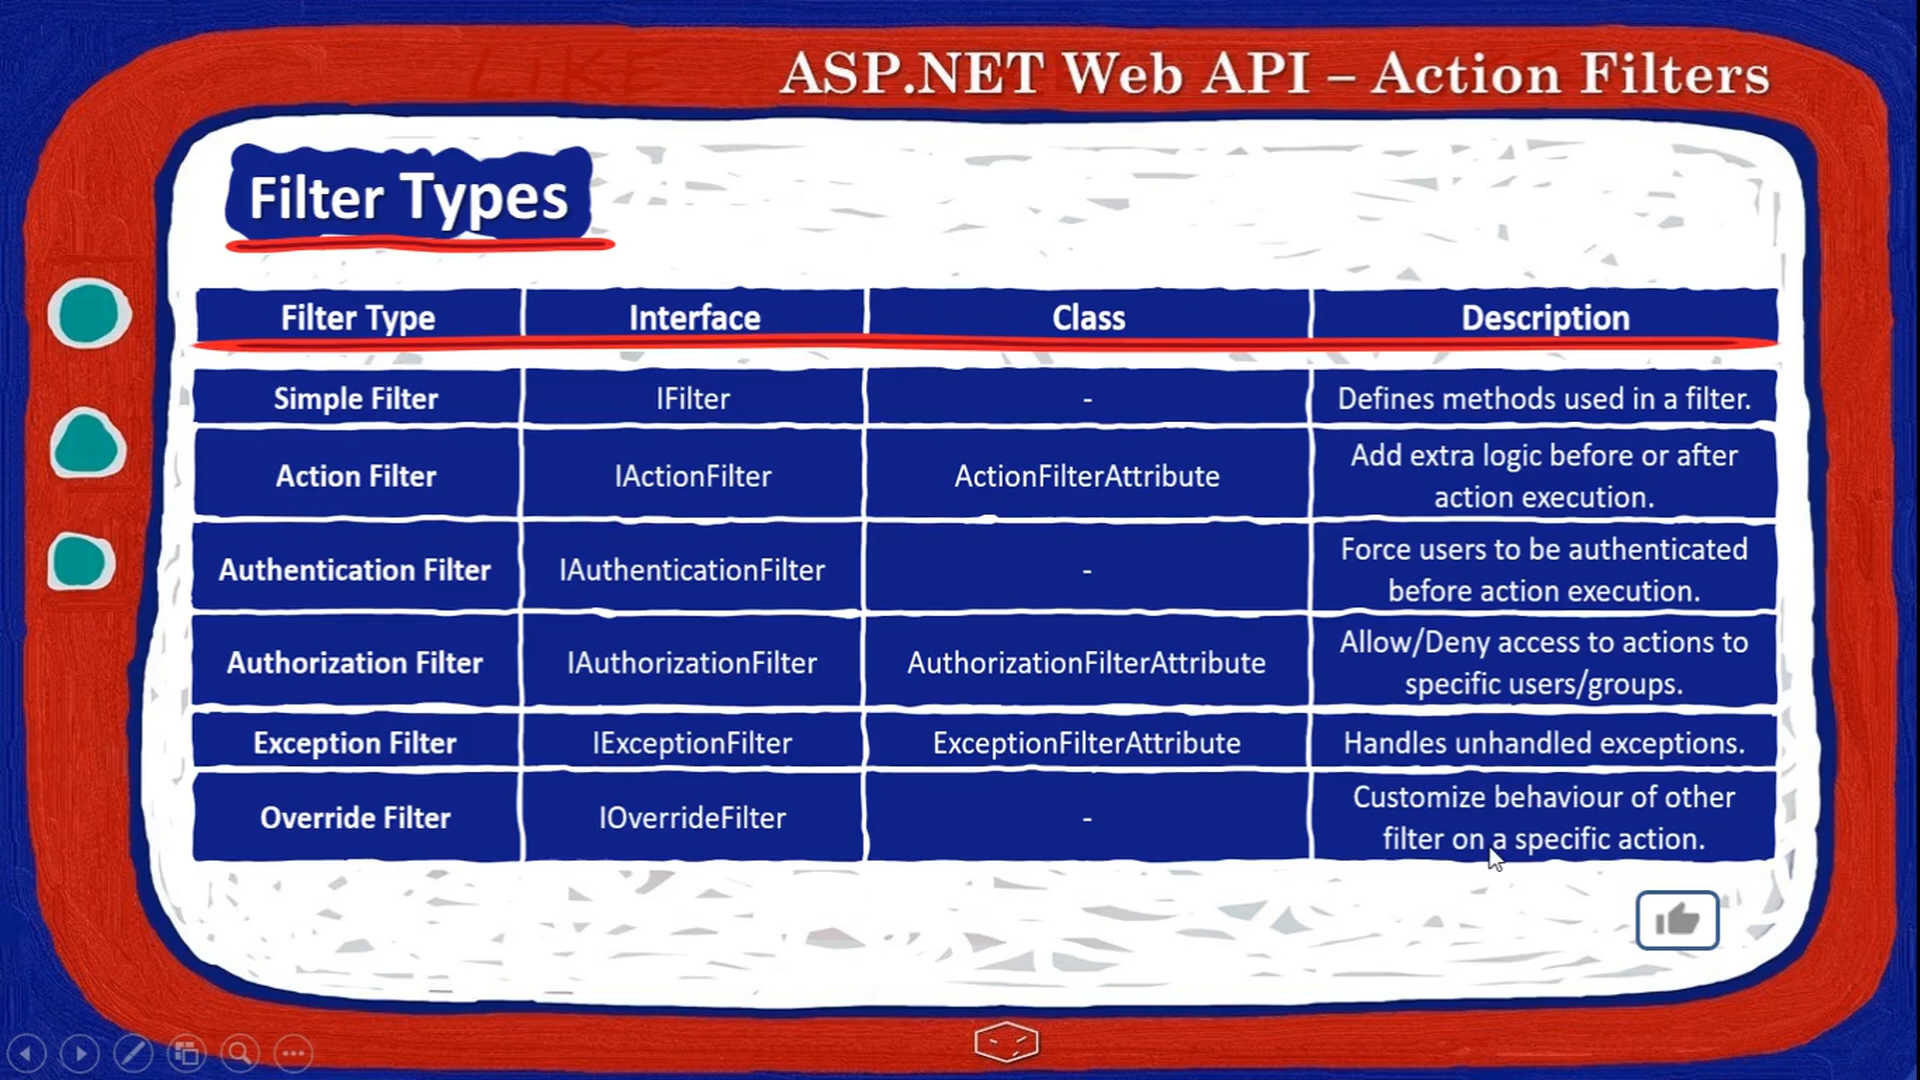 LIKE
ASP.NET Web API – Action Filters
Filter Types
Filter Type Interface Class Description
Simple Filter IFilter - Defines methods used in a filter.
Action Filter IActionFilter ActionFilterAttribute Add extra logic before or after
action execution.
Authentication Filter IAuthenticationFilter - Force users to be authenticated
before action execution.
Authorization Filter IAuthorizationFilter AuthorizationFilterAttribute Allow/Deny access to actions to
specific users/groups.
Exception Filter IExceptionFilter ExceptionFilterAttribute Handles unhandled exceptions.
Override Filter IOverrideFilter - Customize behaviour of other
filter on a specific action.